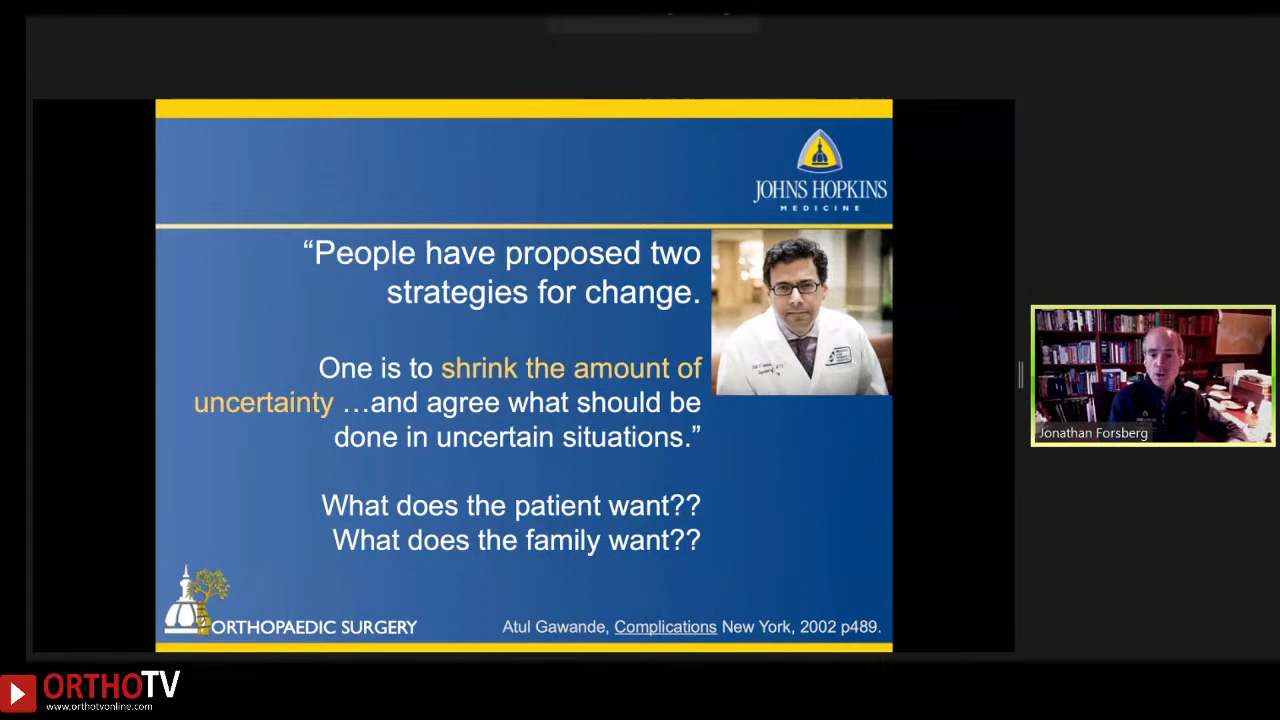 JOHNS HOPKINS
MEDICINE
“People have proposed two
strategies for change.
One is to shrink the amount of
uncertainty …and agree what should be
done in uncertain situations.”
What does the patient want??
What does the family want??
ORTHOPAEDIC SURGERY
Atul Gawande, Complications New York, 2002 p489.
Jonathan Forsberg
ORTHOTV
www.orthotvonline.com